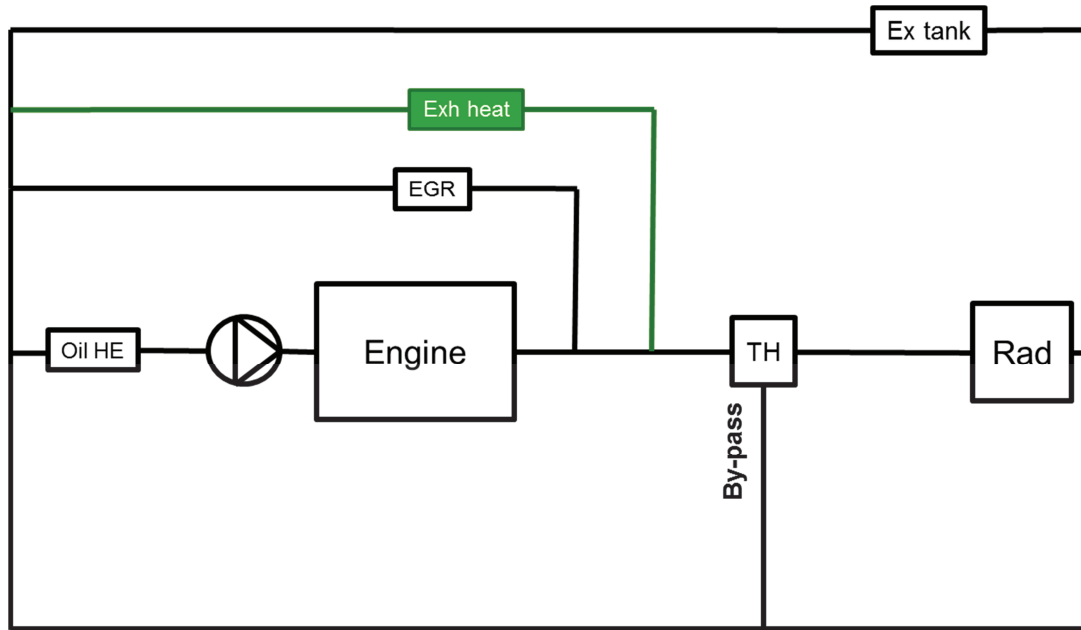 Ex tank
Exh heat
EGR
Oil HE
Engine
TH
Rad
By-pass